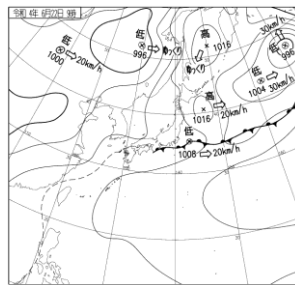 令和 4年 6月27日 9時
低
1000
20km/h
低
996
ゆっくり
高
1016
ゆっくり
30km/h
低
996
低
1004
30km/h
高
1016
20km/h
低
1008
20km/h